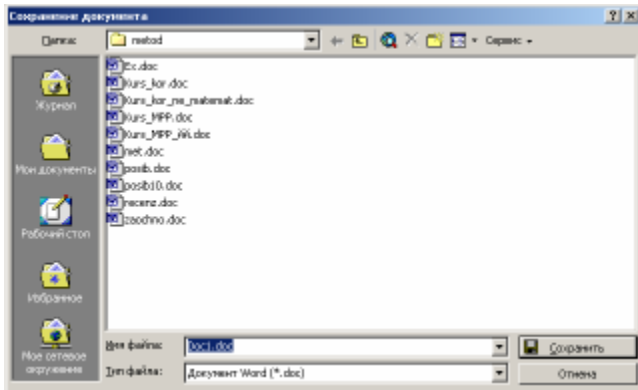 Сохранение документа
Папка: metod Сервис
Ex.doc
Kurs_kor.doc
Kurs_kor_ne_matemat.doc
Kurs_MPP.doc
met.doc
posib.doc
posib10.doc
recenz.doc
zaochno.doc
Журнал
Мои документы
Рабочий стол
Избранное
Мое сетевое
окружение
Имя файла: Doc1.doc Сохранить
Тип файла: Документ Word (*.doc) Отмена